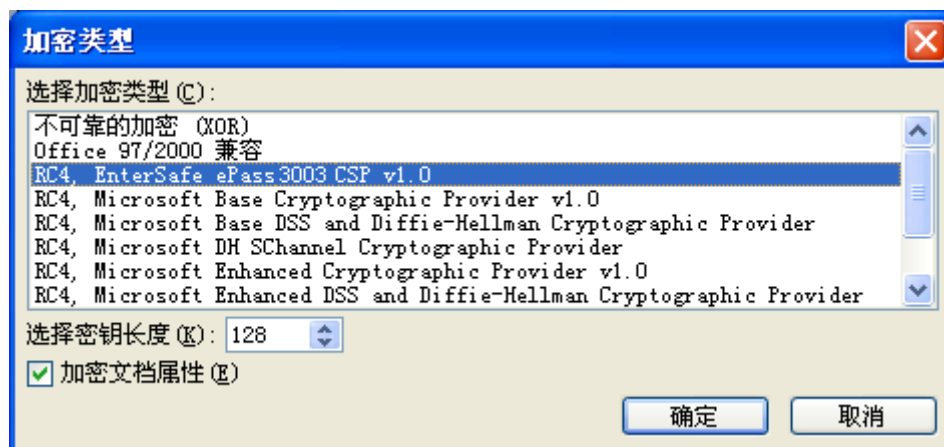 加密类型
选择加密类型(C):
不可靠的加密 (XOR)
Office 97/2000 兼容
RC4, EnterSafe ePass3003 CSP v1.0
RC4, Microsoft Base Cryptographic Provider v1.0
RC4, Microsoft Base DSS and Diffie-Hellman Cryptographic Provider
RC4, Microsoft DH SChannel Cryptographic Provider
RC4, Microsoft Enhanced Cryptographic Provider v1.0
RC4, Microsoft Enhanced DSS and Diffie-Hellman Cryptographic Provider
选择密钥长度(K): 128
加密文档属性(E)
确定 取消